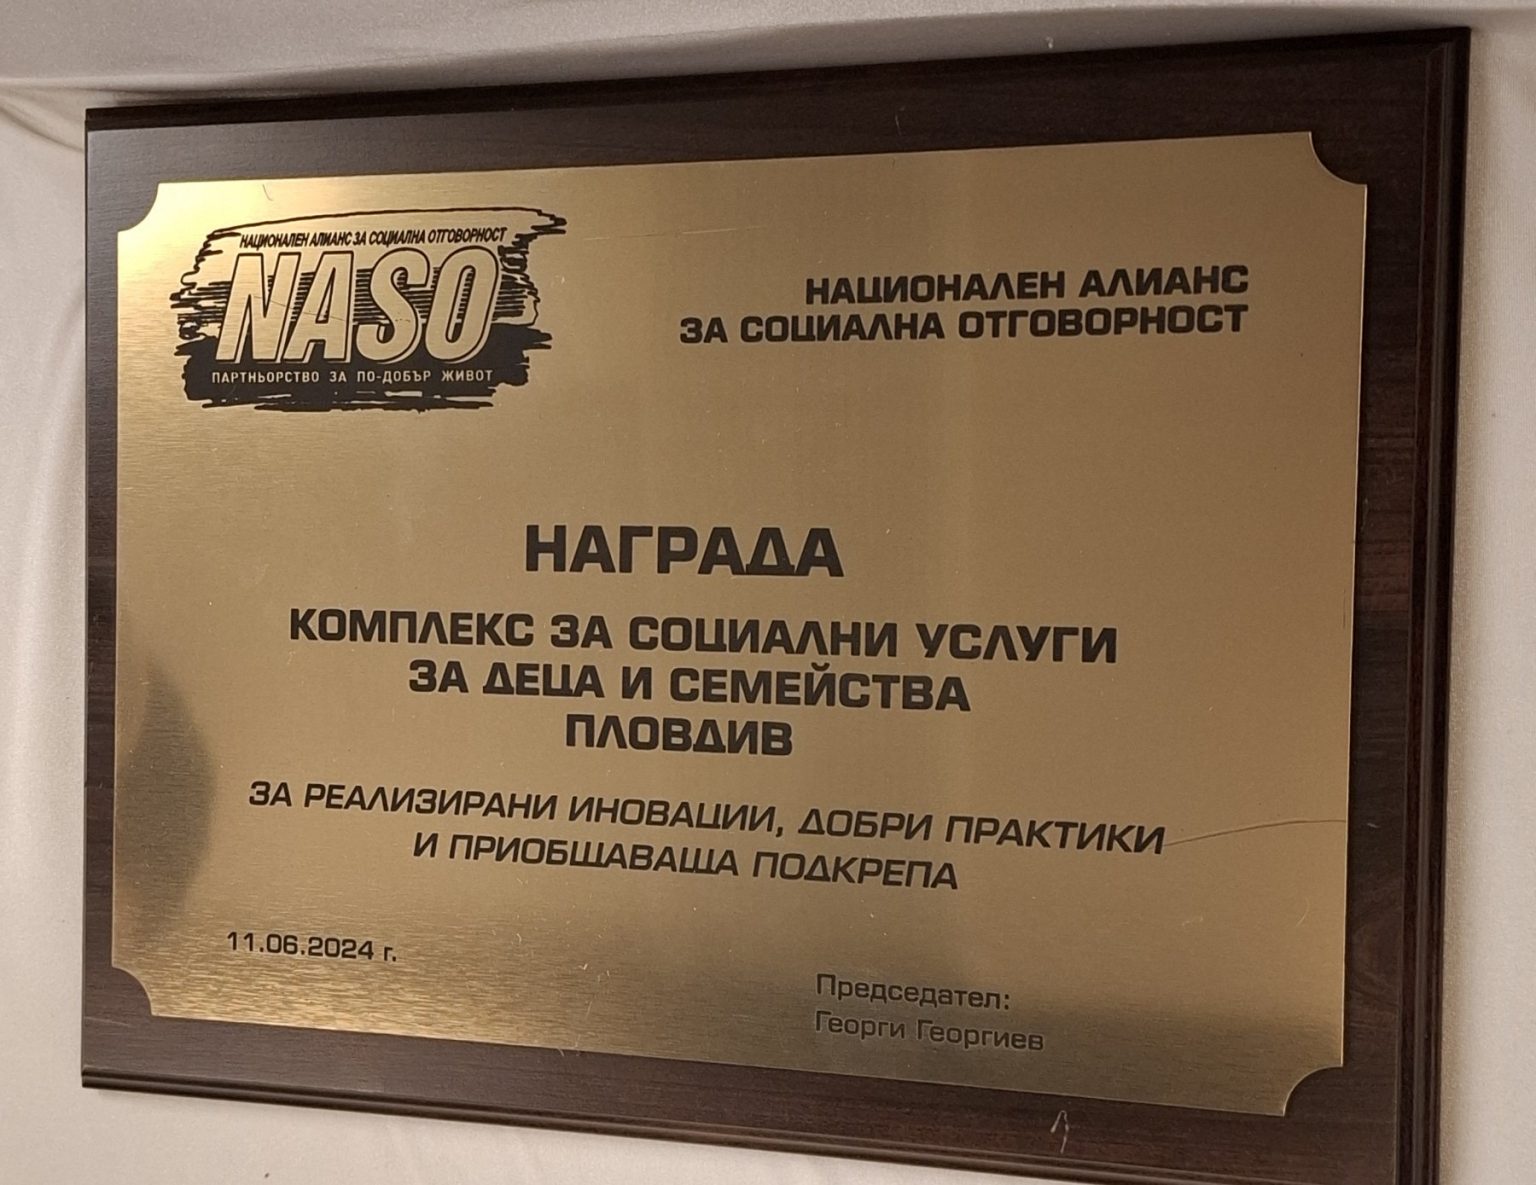 НАЦИОНАЛЕН АЛИАНС ЗА СОЦИАЛНА ОТГОВОРНОСТ
NASO
ПАРТНЬОРСТВО ЗА ПО-ДОБЪР ЖИВОТ
НАЦИОНАЛЕН АЛИАНС
ЗА СОЦИАЛНА ОТГОВОРНОСТ
НАГРАДА
КОМПЛЕКС ЗА СОЦИАЛНИ УСЛУГИ
ЗА ДЕЦА И СЕМЕЙСТВА
ПЛОВДИВ
ЗА РЕАЛИЗИРАНИ ИНОВАЦИИ, ДОБРИ ПРАКТИКИ
И ПРИОБЩАВАЩА ПОДКРЕПА
11.06.2024 г.
Председател:
Георги Георгиев